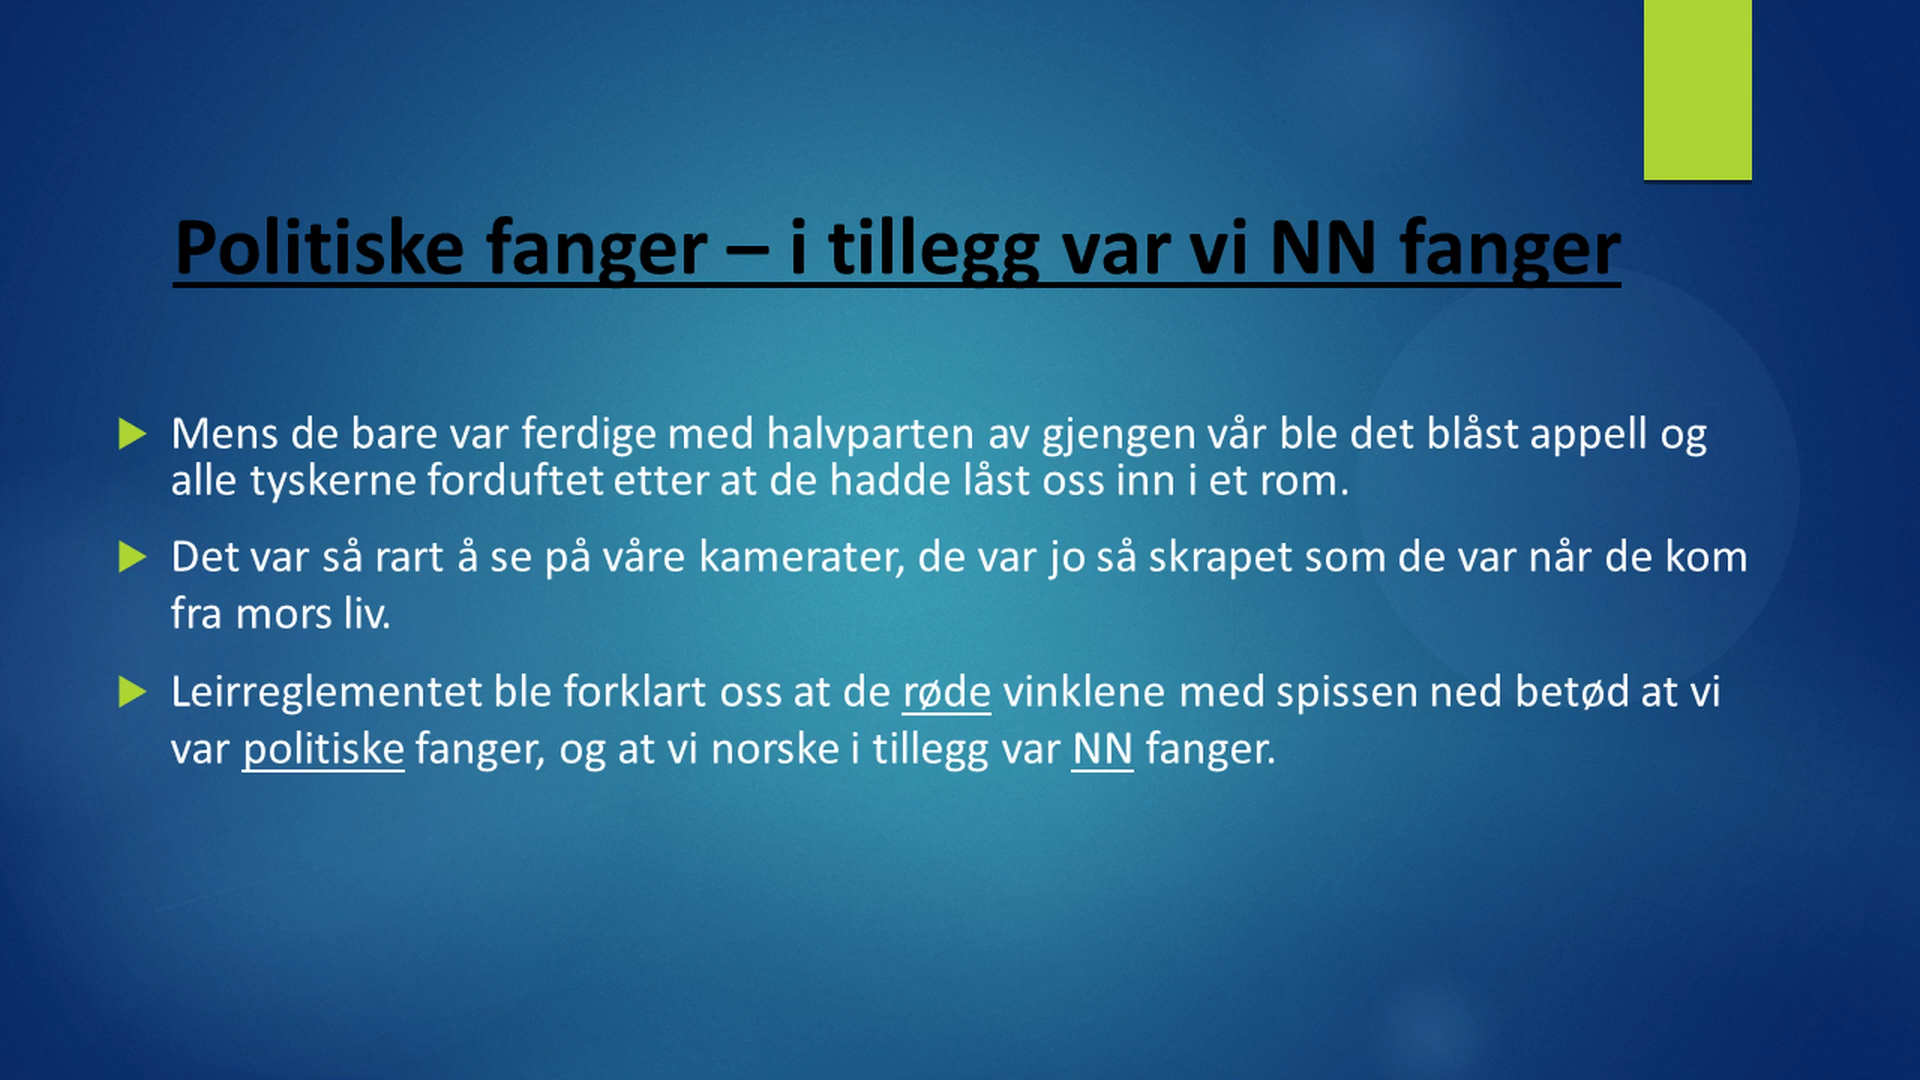 Politiske fanger – i tillegg var vi NN fanger
Mens de bare var ferdige med halvparten av gjengen vår ble det blåst appell og
alle tyskerne forduftet etter at de hadde låst oss inn i et rom.
Det var så rart å se på våre kamerater, de var jo så skrapet som de var når de kom
fra mors liv.
Leirreglementet ble forklart oss at de røde vinklene med spissen ned betød at vi
var politiske fanger, og at vi norske i tillegg var NN fanger.